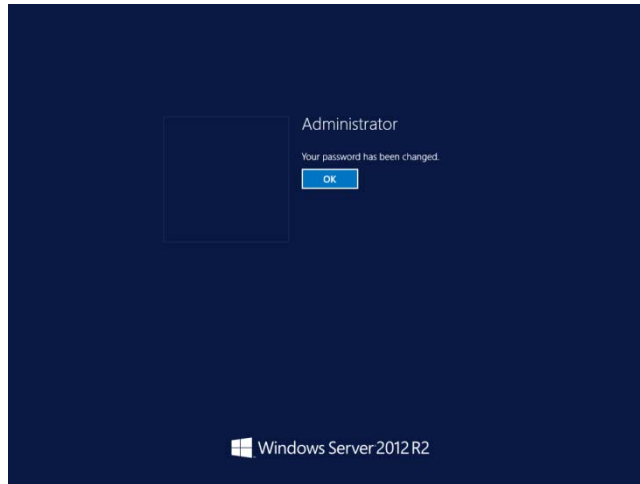 Administrator
Your password has been changed.
OK
Windows Server 2012 R2